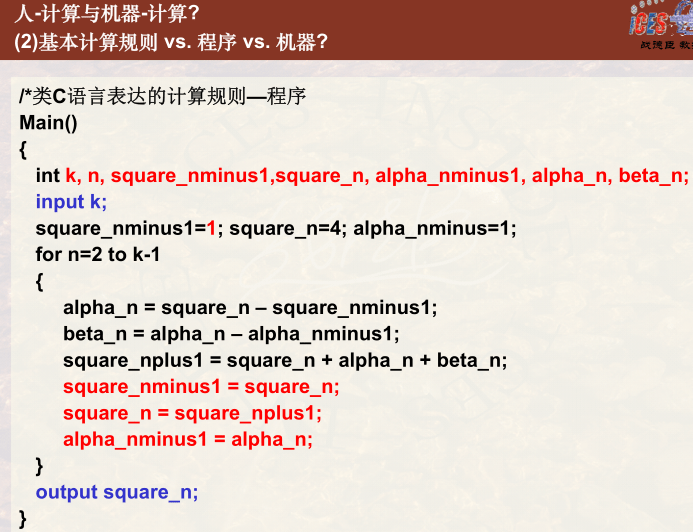 人-计算与机器-计算?
(2)基本计算规则 vs. 程序 vs. 机器?
ICES
战德臣 教
/*类C语言表达的计算规则—程序
Main()
{
int k, n, square_nminus1,square_n, alpha_nminus1, alpha_n, beta_n;
input k;
square_nminus1=1; square_n=4; alpha_nminus=1;
for n=2 to k-1
{
alpha_n = square_n – square_nminus1;
beta_n = alpha_n – alpha_nminus1;
square_nplus1 = square_n + alpha_n + beta_n;
square_nminus1 = square_n;
square_n = square_nplus1;
alpha_nminus1 = alpha_n;
}
output square_n;
}